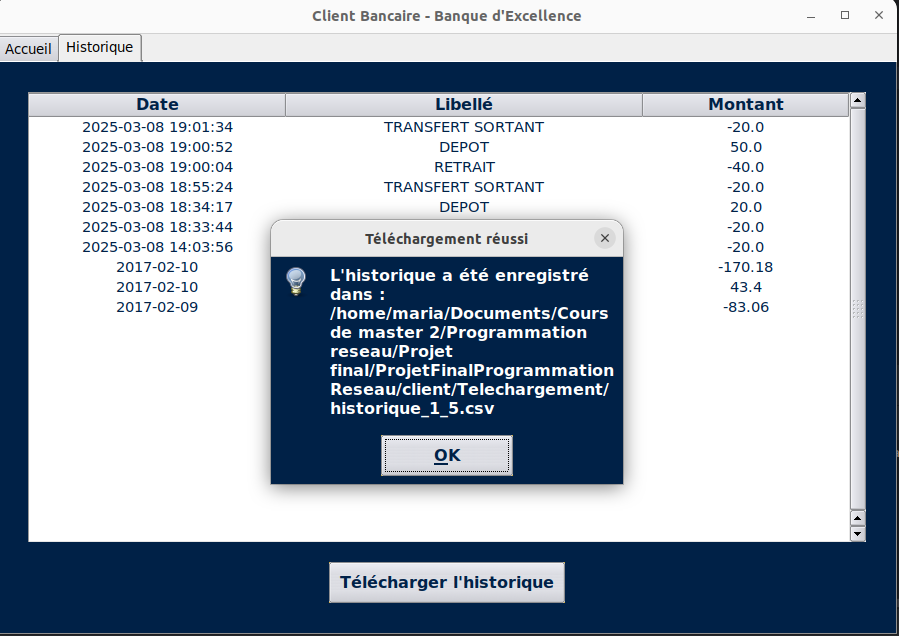 Client Bancaire - Banque d'Excellence
Accueil Historique
Date Libellé Montant
2025-03-08 19:01:34 TRANSFERT SORTANT -20.0
2025-03-08 19:00:52 DEPOT 50.0
2025-03-08 19:00:04 RETRAIT -40.0
2025-03-08 18:55:24 TRANSFERT SORTANT -20.0
2025-03-08 18:34:17 DEPOT 20.0
2025-03-08 18:33:44 -20.0
2025-03-08 14:03:56 -20.0
2017-02-10 -170.18
2017-02-10 43.4
2017-02-09 -83.06
Téléchargement réussi
L'historique a été enregistré
dans :
/home/maria/Documents/Cours
de master 2/Programmation
reseau/Projet
final/ProjetFinalProgrammation
Reseau/client/Telechargement/
historique_1_5.csv
OK
Télécharger l'historique